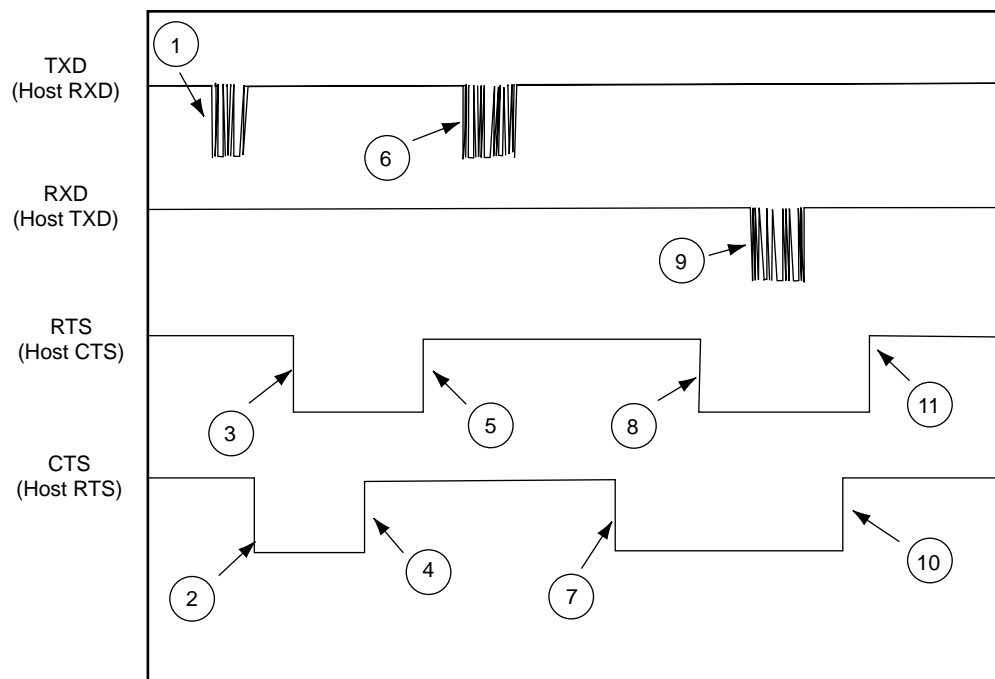 1
TXD
(Host RXD)
6
RXD
(Host TXD)
9
RTS
(Host CTS)
3
5
8
11
CTS
(Host RTS)
2
4
7
10